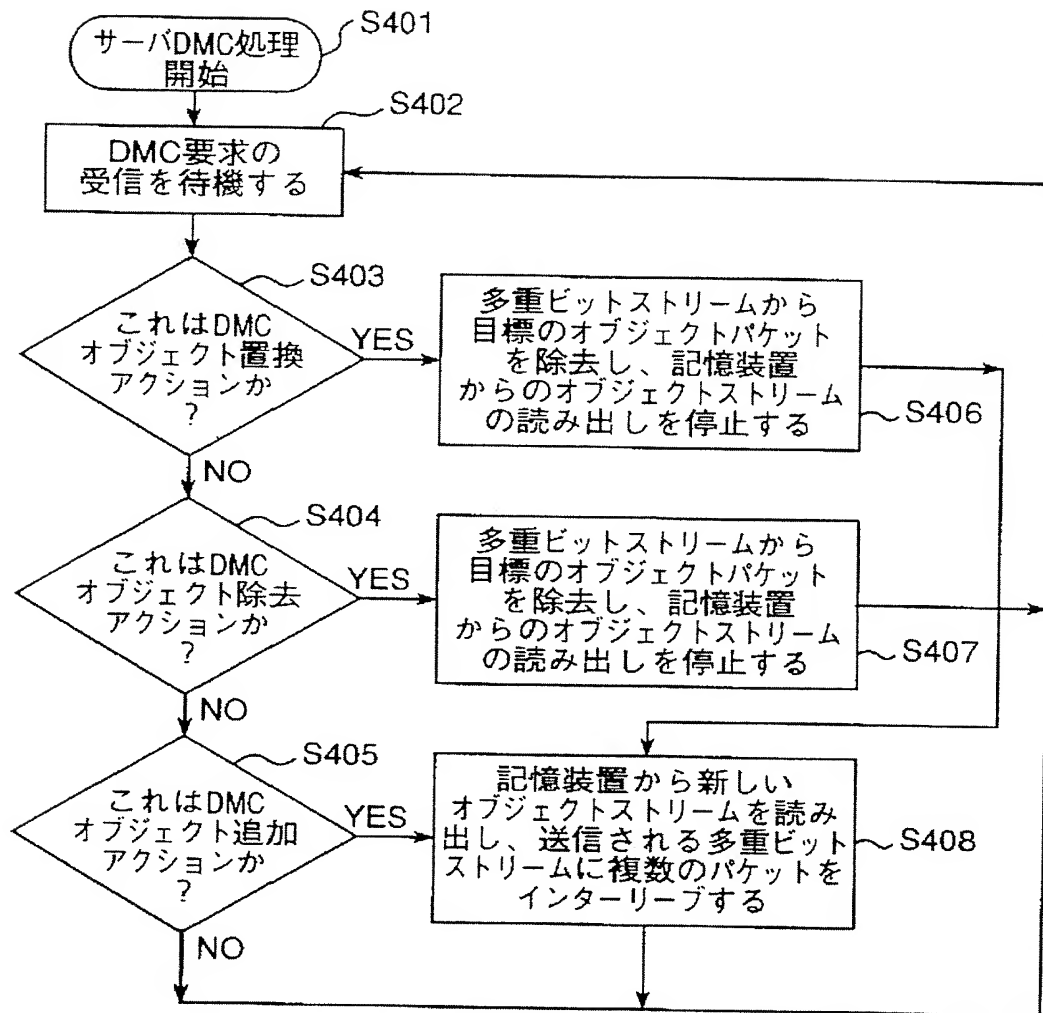 サーバDMC処理
開始
S401
DMC要求の
受信を待機する
S402
これはDMC
オブジェクト置換
アクションか
?
S403
YES
NO
多重ビットストリームから
目標のオブジェクトパケット
を除去し、記憶装置
からのオブジェクトストリーム
の読み出しを停止する
S406
これはDMC
オブジェクト除去
アクションか
?
S404
YES
NO
多重ビットストリームから
目標のオブジェクトパケット
を除去し、記憶装置
からのオブジェクトストリーム
の読み出しを停止する
S407
これはDMC
オブジェクト追加
アクションか
?
S405
YES
NO
記憶装置から新しい
オブジェクトストリームを読み
出し、送信される多重ビット
ストリームに複数のパケットを
インターリーブする
S408